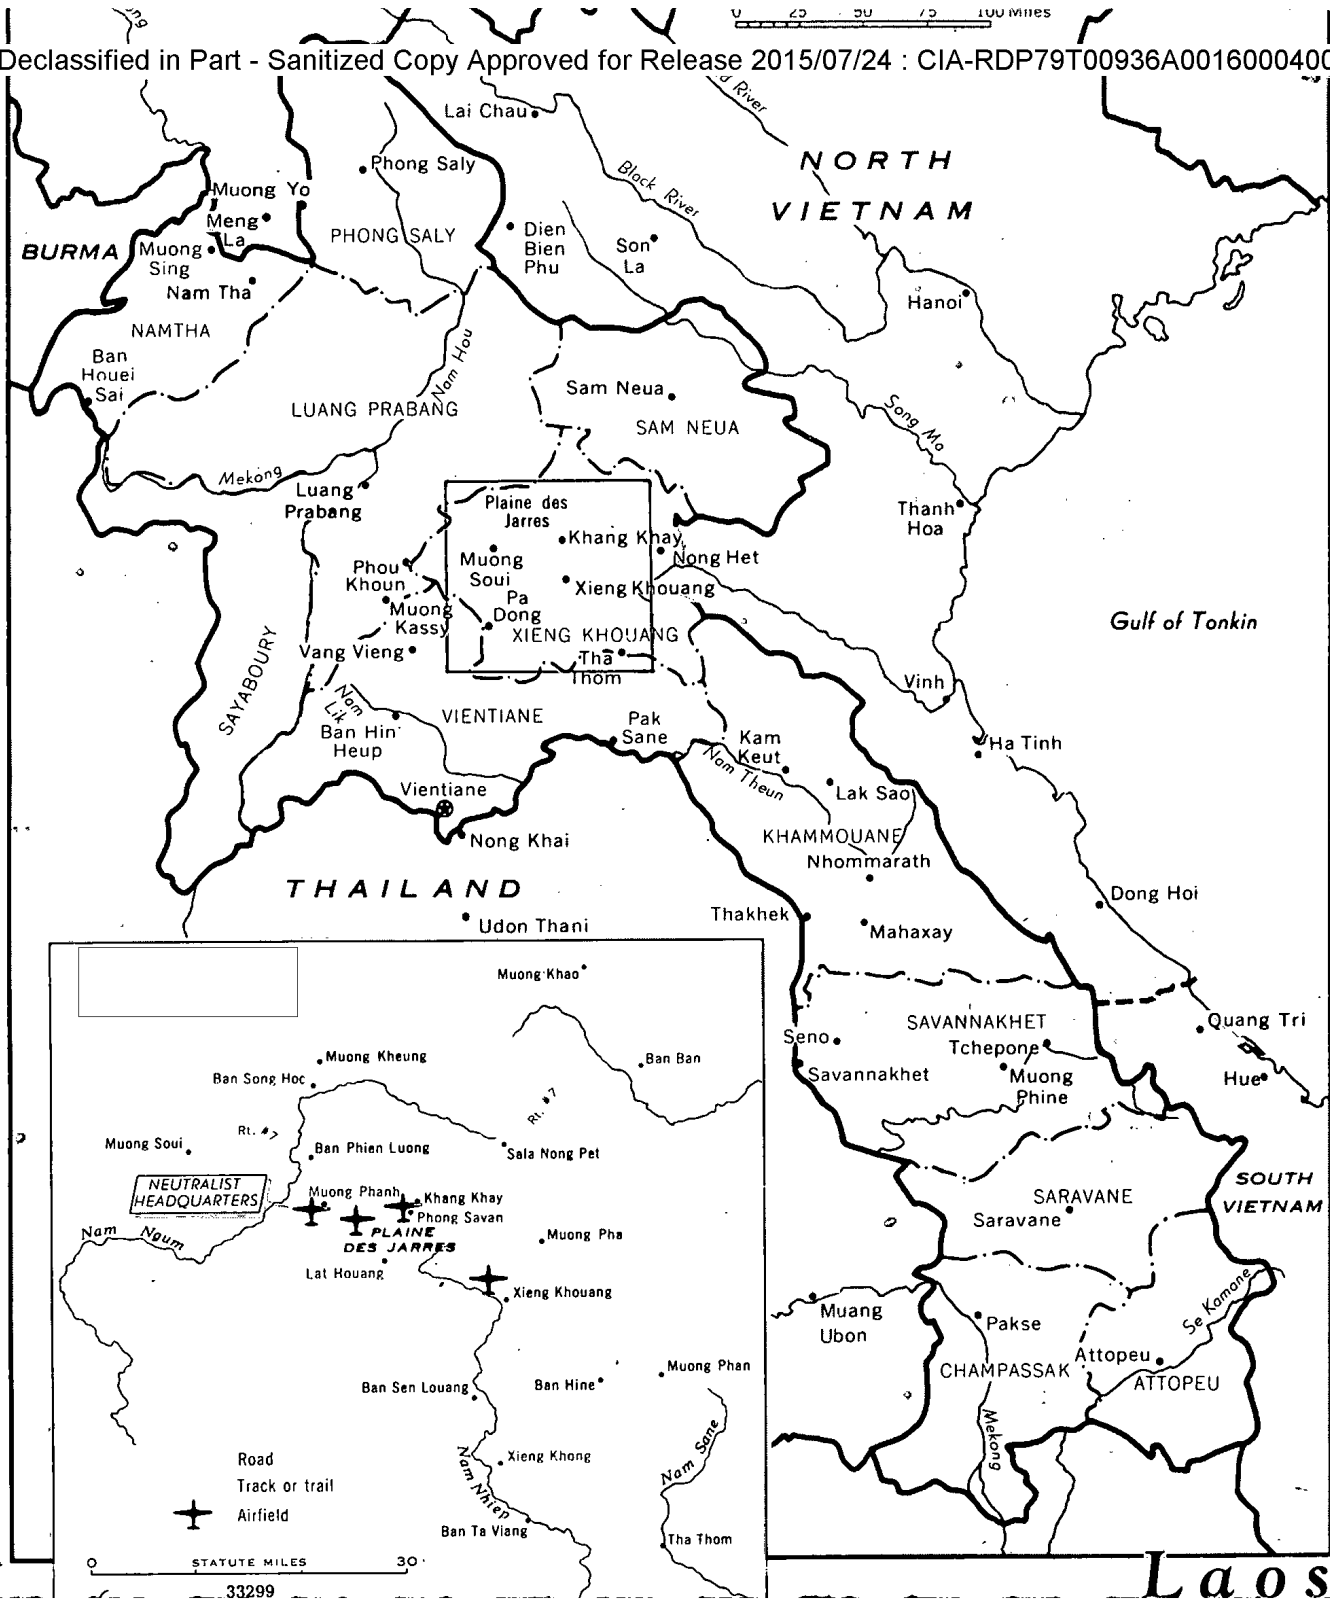 0 25 50 75 100 Miles
Declassified in Part - Sanitized Copy Approved for Release 2015/07/24 : CIA-RDP79T00936A0016000400
River
Lai Chau
NORTH
VIETNAM
Black River
Phong Saly
Muong Yo
Meng
La
PHONG SALY
Dien
Bien
Phu
Son
La
BURMA
Muong
Sing
Nam Tha
Hanoi
NAMTHA
Ban
Houei
Sai
Nam Hou
Sam Neua
LUANG PRABANG
SAM NEUA
Song Ma
Mekong
Luang
Prabang
Plaine des
Jarres
Thanh
Hoa
Khang Khay
Nong Het
Phou
Khoun
Muong
Soui
Xieng Khouang
Muong
Kassy
Pa
Dong
XIENG KHOUANG
Gulf of Tonkin
Vang Vieng
Tha
Thom
SAYABOURY
Vinh
Nam
Lik
Ban Hin
Heup
VIENTIANE
Pak
Sane
Kam
Keut
Ha Tinh
Nam Theun
Vientiane
Lak Sao
Nong Khai
KHAMMOUANE
Nhommarath
THAILAND
Dong Hoi
Udon Thani
Thakhek
Mahaxay
Muong Khao
SAVANNAKHET
Quang Tri
Seno
Tchepone
Muong Kheung
Ban Ban
Savannakhet
Muong
Phine
Hue
Ban Song Hoc
Rt. #7
Rt. #7
Muong Soui
Ban Phien Luong
Sala Nong Pet
NEUTRALIST
HEADQUARTERS
Muong Phanh
Khang Khay
Phong Savan
SOUTH
VIETNAM
SARAVANE
Saravane
Nam Ngum
PLAINE
DES JARRES
Muong Pha
Lat Houang
Xieng Khouang
Se Kamane
Muang
Ubon
Pakse
Attopeu
Muong Phan
CHAMPASSAK
ATTOPEU
Ban Sen Louang
Ban Hine
Mekong
Xieng Khong
Nam Sane
Nam Nhiep
Road
Track or trail
Airfield
Ban Ta Viang
Tha Thom
0 STATUTE MILES 30
33299
Laos